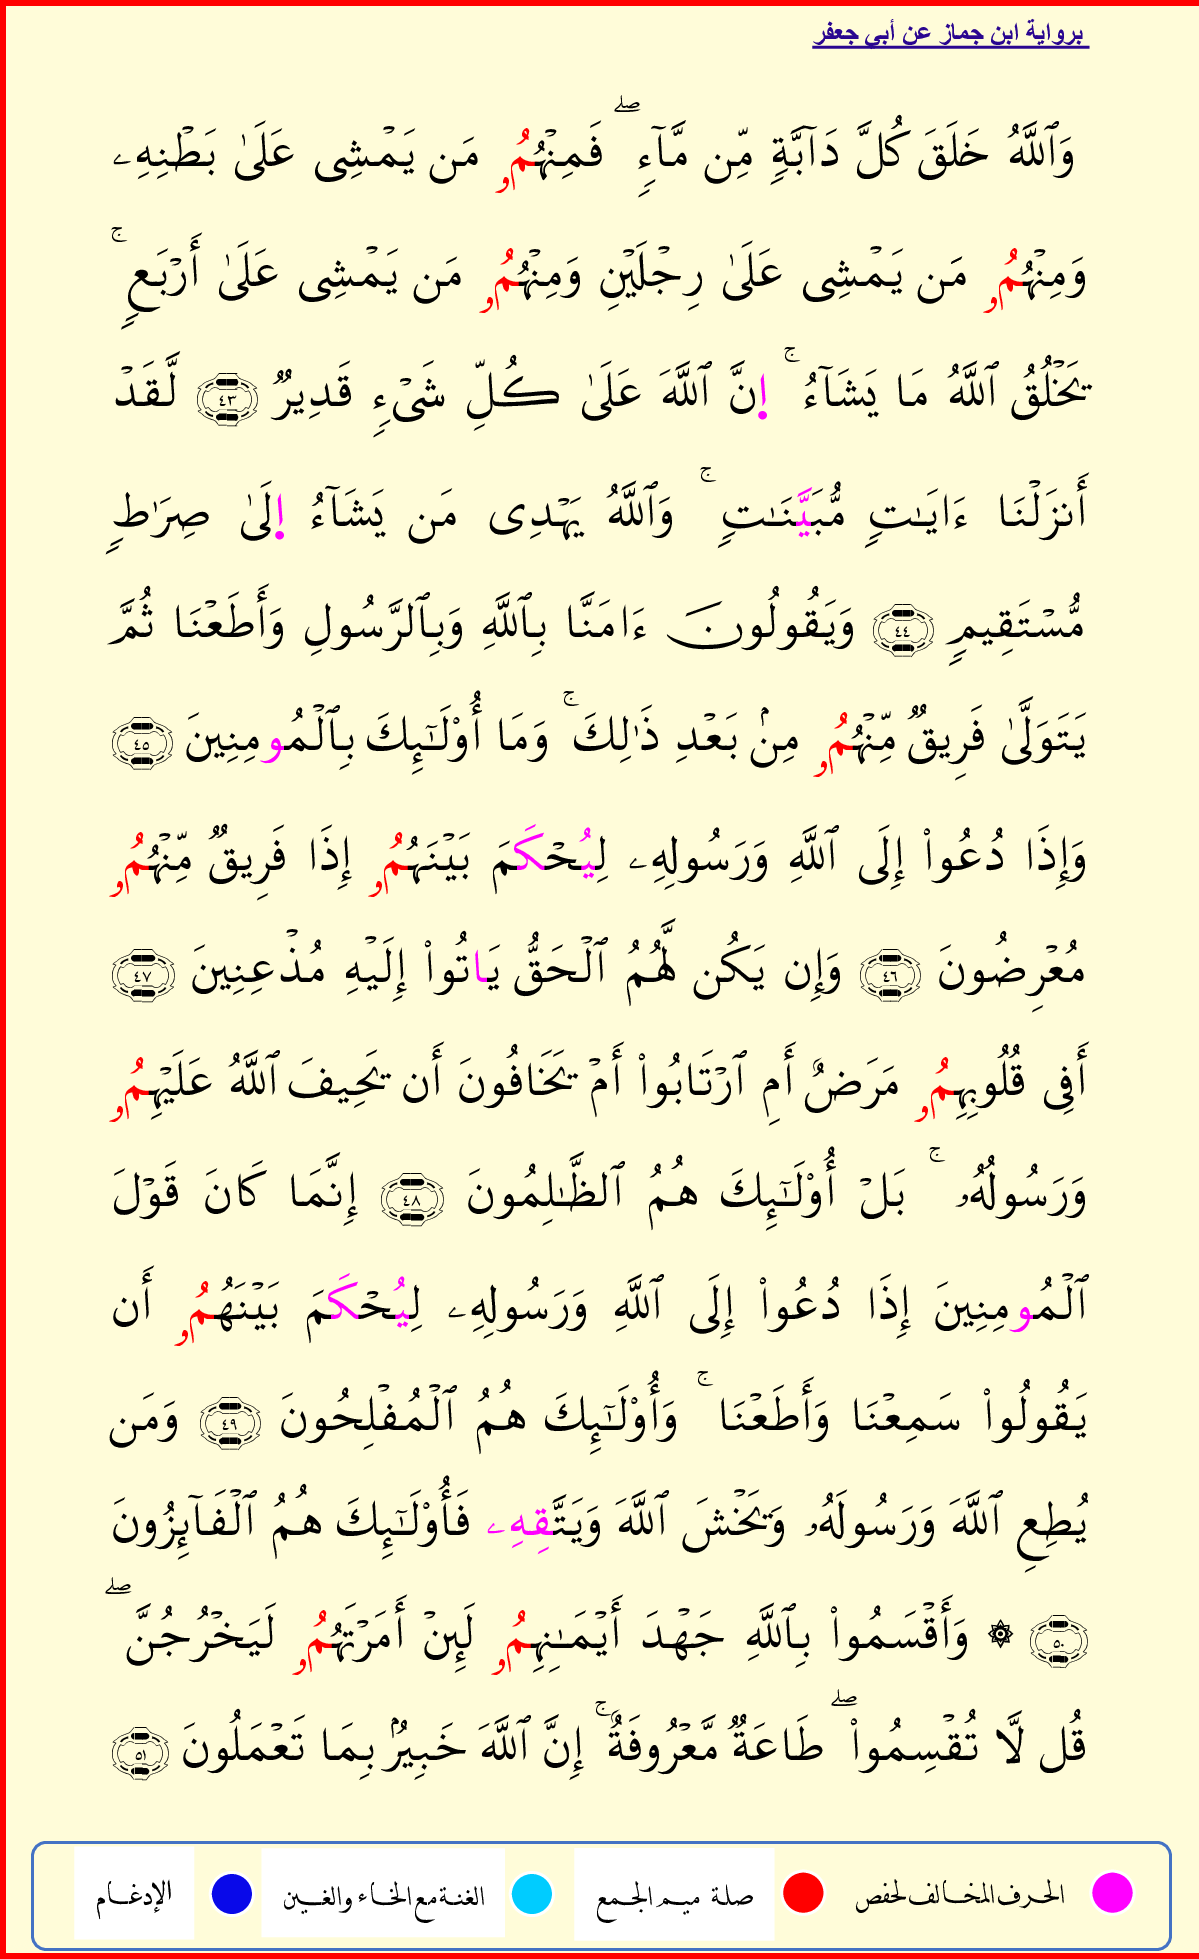 برواية ابن جماز عن أبي جعفر
وَٱللَّهُ خَلَقَ كُلَّ دَآبَّةٖ مِّن مَّآءٖۖ فَمِنۡهُمُۥ مَن يَمۡشِى عَلَىٰ بَطۡنِهِۦ
وَمِنۡهُمُۥ مَن يَمۡشِى عَلَىٰ رِجۡلَيۡنِ وَمِنۡهُمُۥ مَن يَمۡشِى عَلَىٰ أَرۡبَعٖۚ
يَخۡلُقُ ٱللَّهُ مَا يَشَآءُۚ اِ۬نَّ ٱللَّهَ عَلَىٰ كُلِّ شَىۡءٖ قَدِيرٞ ٤٣ لَّقَدۡ
أَنزَلۡنَا ءَايَٰتٖ مُّبَيَّنَٰتٖۚ وَٱللَّهُ يَهۡدِى مَن يَشَآءُ اِ۬لَىٰ صِرَٰطٖ
مُّسۡتَقِيمٖ ٤٤ وَيَقُولُونَ ءَامَنَّا بِٱللَّهِ وَبِٱلرَّسُولِ وَأَطَعۡنَا ثُمَّ
يَتَوَلَّىٰ فَرِيقٞ مِّنۡهُمُۥ مِنۢ بَعۡدِ ذَٰلِكَۚ وَمَا أُوْلَٰٓئِكَ بِٱلۡمُومِنِينَ ٤٥
وَإِذَا دُعُواْ إِلَى ٱللَّهِ وَرَسُولِهِۦ لِيُحۡكَمَ بَيۡنَهُمُۥ إِذَا فَرِيقٞ مِّنۡهُمُۥ
مُعۡرِضُونَ ٤٦ وَإِن يَكُن لَّهُمُ ٱلۡحَقُّ يَاتُواْ إِلَيۡهِ مُذۡعِنِينَ ٤٧
أَفِى قُلُوبِهِمُۥ مَرَضٌ أَمِ ٱرۡتَابُواْ أَمۡ يَخَافُونَ أَن يَحِيفَ ٱللَّهُ عَلَيۡهِمُۥ
وَرَسُولُهُۥۚ بَلۡ أُوْلَٰٓئِكَ هُمُ ٱلظَّٰلِمُونَ ٤٨ إِنَّمَا كَانَ قَوۡلَ
ٱلۡمُومِنِينَ إِذَا دُعُواْ إِلَى ٱللَّهِ وَرَسُولِهِۦ لِيُحۡكَمَ بَيۡنَهُمُۥ أَن
يَقُولُواْ سَمِعۡنَا وَأَطَعۡنَاۚ وَأُوْلَٰٓئِكَ هُمُ ٱلۡمُفۡلِحُونَ ٤٩ وَمَن
يُطِعِ ٱللَّهَ وَرَسُولَهُۥ وَيَخۡشَ ٱللَّهَ وَيَتَّقِهِۦ فَأُوْلَٰٓئِكَ هُمُ ٱلۡفَآئِزُونَ
٥٠ ۞ وَأَقۡسَمُواْ بِٱللَّهِ جَهۡدَ أَيۡمَٰنِهِمُۥ لَئِنۡ أَمَرۡتَهُمُۥ لَيَخۡرُجُنَّۖ
قُل لَّا تُقۡسِمُواْۖ طَاعَةٞ مَّعۡرُوفَةٌۚ إِنَّ ٱللَّهَ خَبِيرُۢ بِمَا تَعۡمَلُونَ ٥١
الحرف المخالف لحفص صلة ميم الجمع الغنة مع الخاء والغين الإدغام